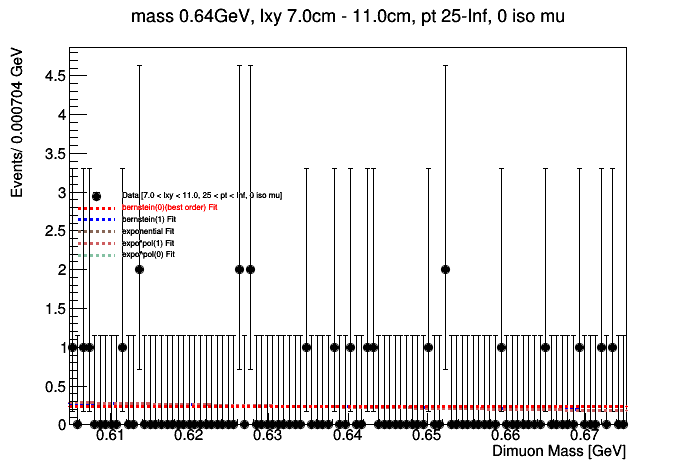 mass 0.64GeV, lxy 7.0cm - 11.0cm, pt 25-Inf, 0 iso mu
Events/ 0.000704 GeV
4.5
4
3.5
3
2.5
2
1.5
1
0.5
0
Data [7.0 < lxy < 11.0, 25 < pt < Inf, 0 iso mu]
bernstein(0)(best order) Fit
bernstein(1) Fit
exponential Fit
expo*pol(1) Fit
expo*pol(0) Fit
0.61 0.62 0.63 0.64 0.65 0.66 0.67
Dimuon Mass [GeV]